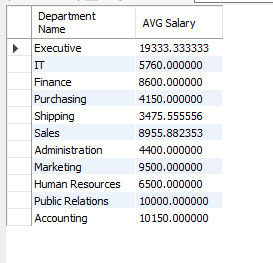 Department Name AVG Salary
Executive 19333.333333
IT 5760.000000
Finance 8600.000000
Purchasing 4150.000000
Shipping 3475.555556
Sales 8955.882353
Administration 4400.000000
Marketing 9500.000000
Human Resources 6500.000000
Public Relations 10000.000000
Accounting 10150.000000